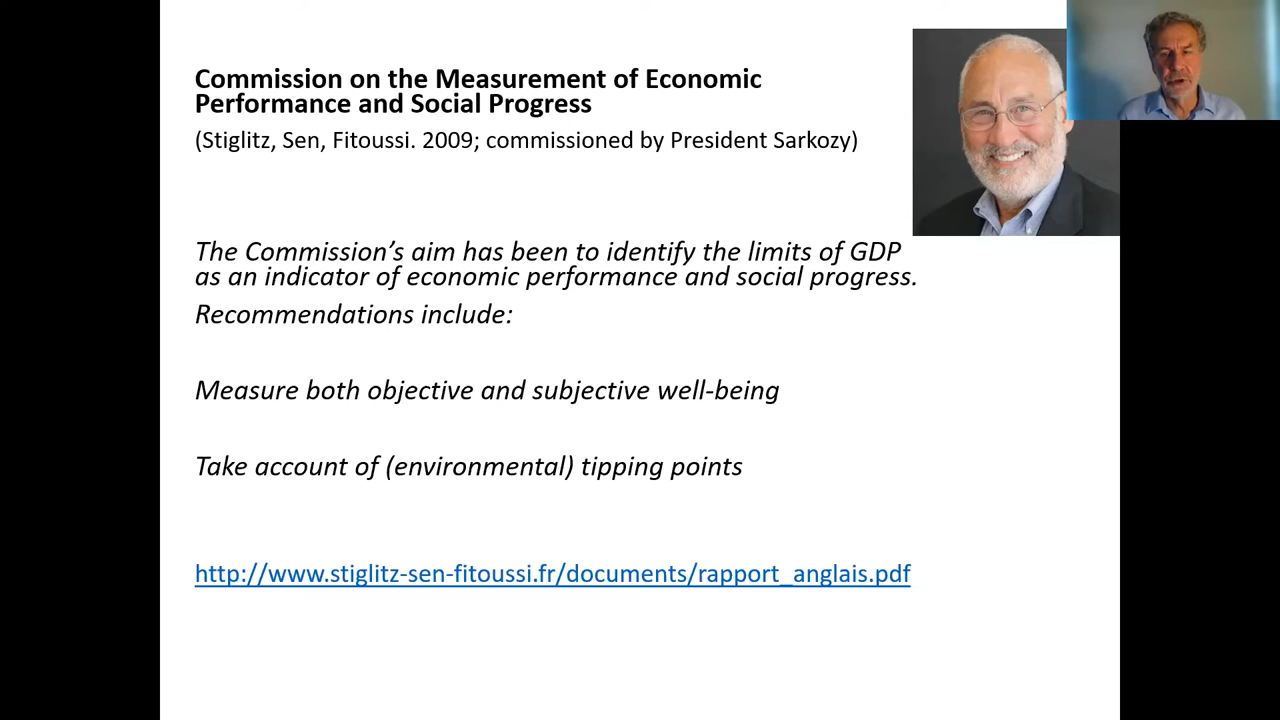 Commission on the Measurement of Economic
Performance and Social Progress
(Stiglitz, Sen, Fitoussi. 2009; commissioned by President Sarkozy)
The Commission’s aim has been to identify the limits of GDP
as an indicator of economic performance and social progress.
Recommendations include:
Measure both objective and subjective well-being
Take account of (environmental) tipping points
http://www.stiglitz-sen-fitoussi.fr/documents/rapport_anglais.pdf